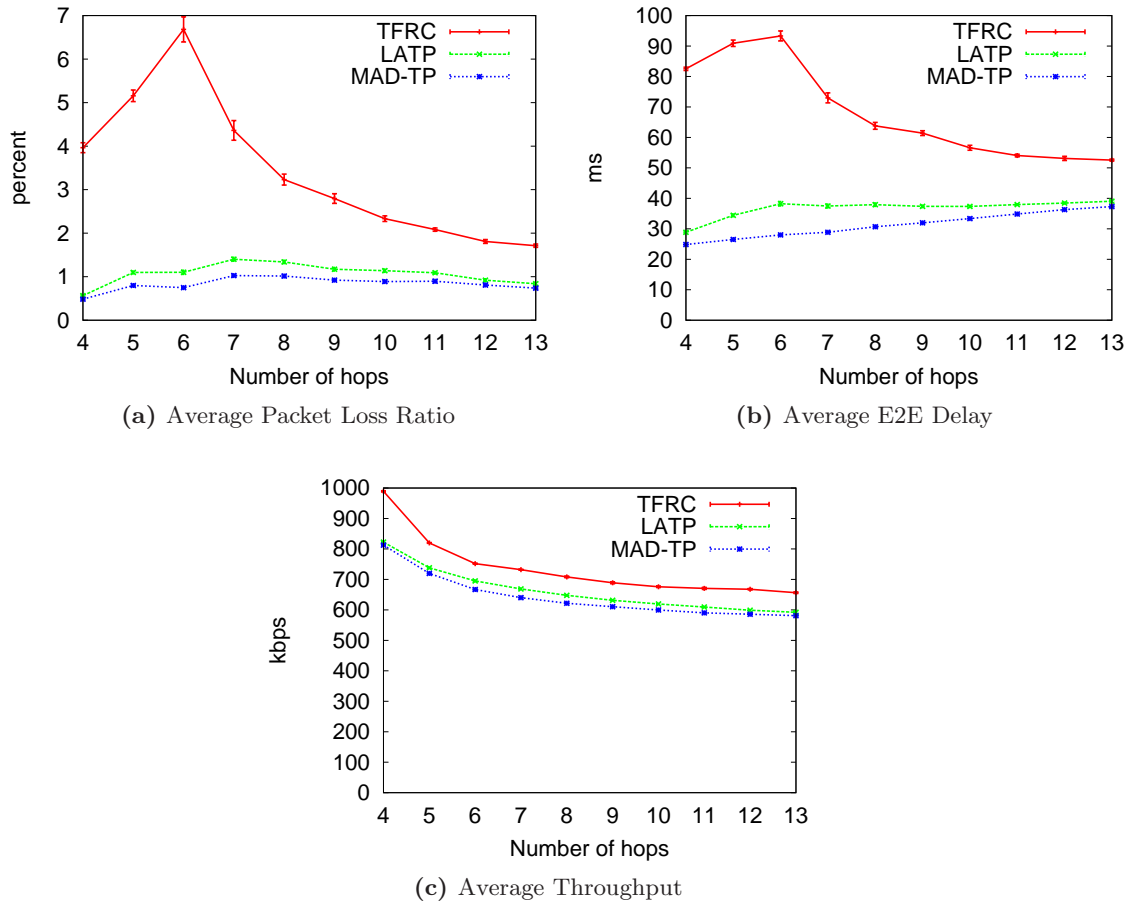 7
6
5
4
3
2
1
0
percent
TFRC
LATP
MAD-TP
4 5 6 7 8 9 10 11 12 13
Number of hops
(a) Average Packet Loss Ratio
100
90
80
70
60
50
40
30
20
10
0
ms
TFRC
LATP
MAD-TP
4 5 6 7 8 9 10 11 12 13
Number of hops
(b) Average E2E Delay
1000
900
800
700
600
500
400
300
200
100
0
kbps
TFRC
LATP
MAD-TP
4 5 6 7 8 9 10 11 12 13
Number of hops
(c) Average Throughput